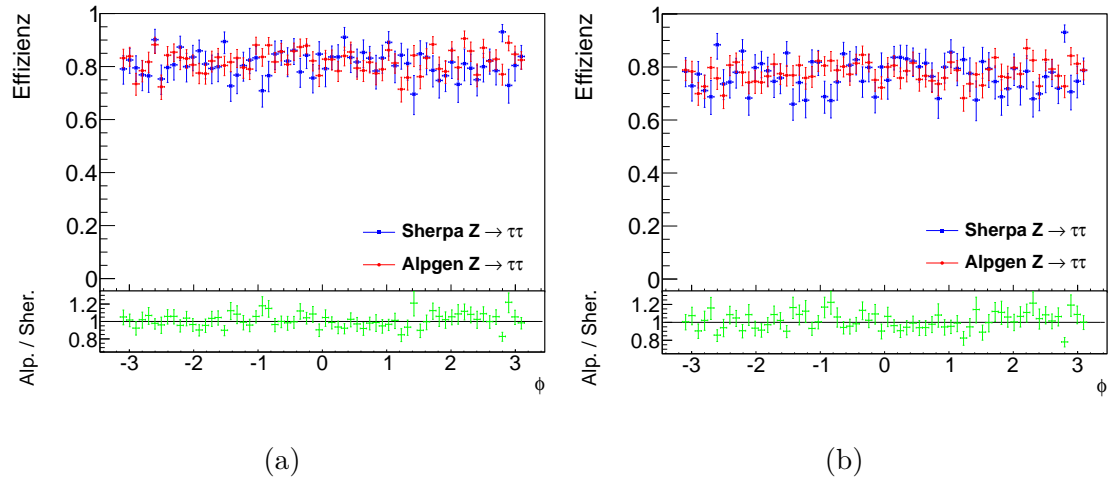 Effizienz
1
0.8
0.6
0.4
0.2
0
Sherpa Z → ττ
Alpgen Z → ττ
Alp. / Sher.
1.2
1
0.8
-3 -2 -1 0 1 2 3
ϕ
(a)
Effizienz
1
0.8
0.6
0.4
0.2
0
Sherpa Z → ττ
Alpgen Z → ττ
Alp. / Sher.
1.2
1
0.8
-3 -2 -1 0 1 2 3
ϕ
(b)